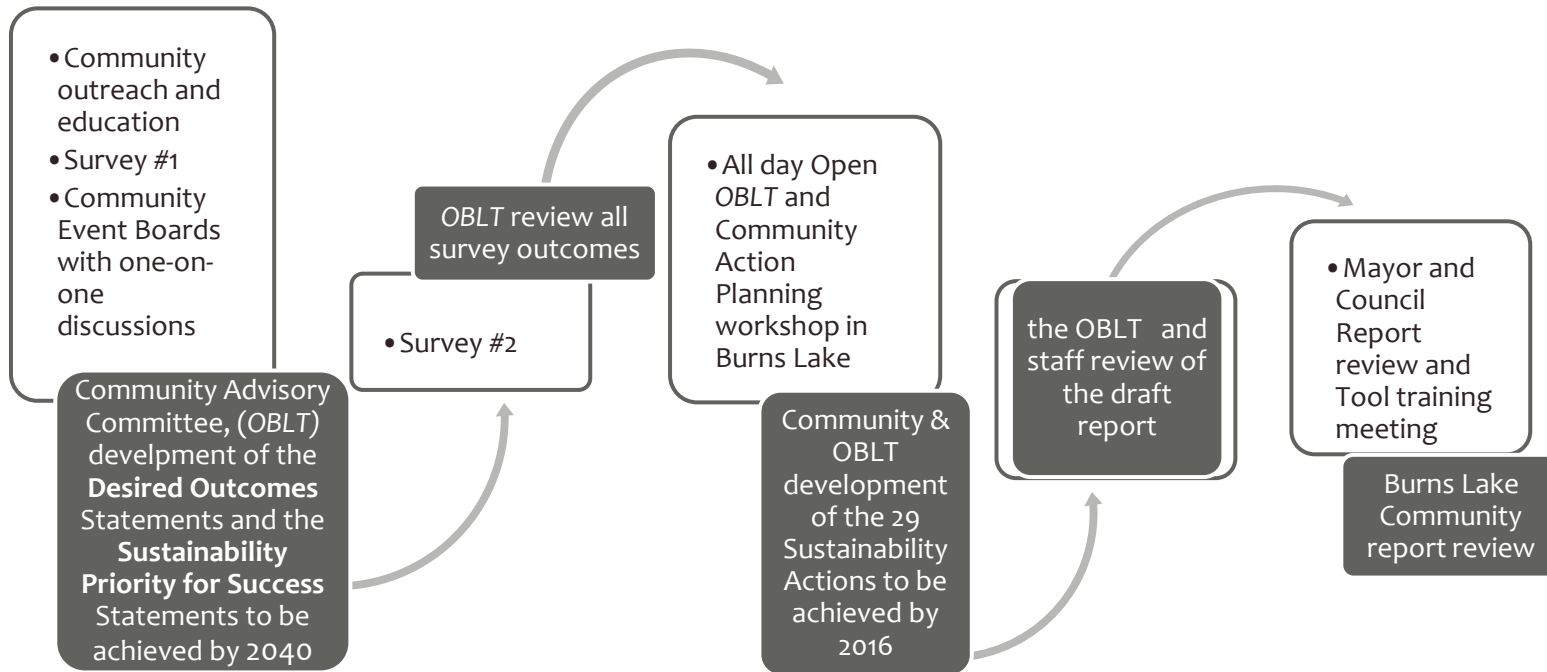 •Community
outreach and
education
•Survey #1
•Community
Event Boards
with one-on-
one
discussions
Community Advisory
Committee, (OBLT)
develpment of the
Desired Outcomes
Statements and the
Sustainability
Priority for Success
Statements to be
achieved by 2040
•Survey #2
OBLT review all
survey outcomes
•All day Open
OBLT and
Community
Action
Planning
workshop in
Burns Lake
Community &
OBLT
development
of the 29
Sustainability
Actions to be
achieved by
2016
the OBLT and
staff review of
the draft
report
•Mayor and
Council
Report
review and
Tool training
meeting
Burns Lake
Community
report review